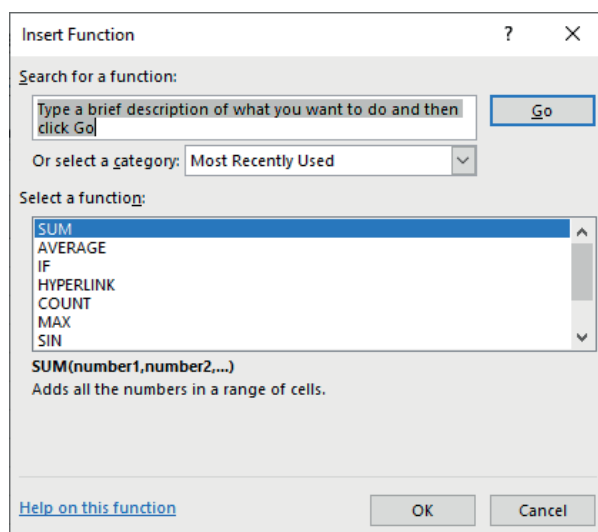 Insert Function ? X
Search for a function:
Type a brief description of what you want to do and then
click Go
Go
Or select a category: Most Recently Used
Select a function:
SUM
AVERAGE
IF
HYPERLINK
COUNT
MAX
SIN
SUM(number1,number2,...)
Adds all the numbers in a range of cells.
Help on this function
OK Cancel